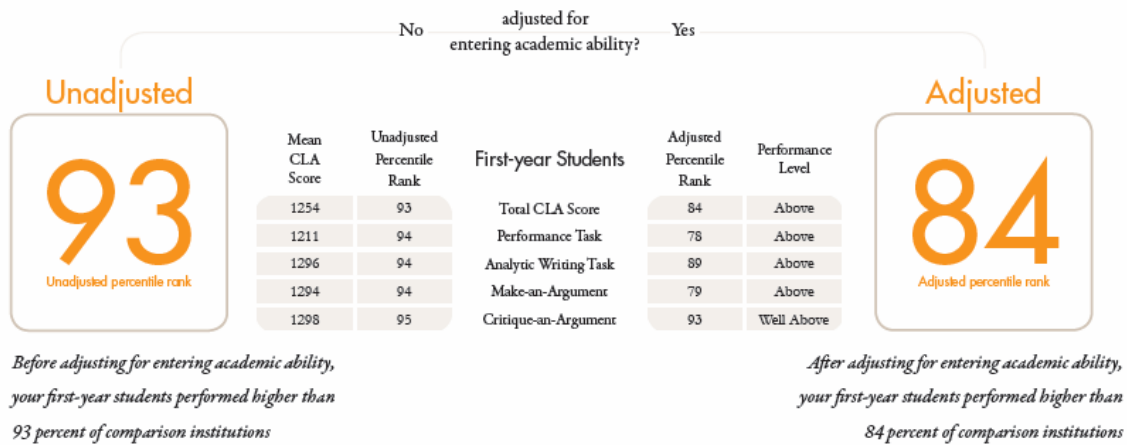 adjusted for
No
entering academic ability?
Yes
Unadjusted
93
Unadjusted percentile rank
Before adjusting for entering academic ability,
your first-year students performed higher than
93 percent of comparison institutions
Mean
CLA
Score
Unadjusted
Percentile
Rank
First-year Students
Adjusted
Percentile
Rank
Performance
Level
1254 93 Total CLA Score 84 Above
1211 94 Performance Task 78 Above
1296 94 Analytic Writing Task 89 Above
1294 94 Make-an-Argument 79 Above
1298 95 Critique-an-Argument 93 Well Above
Adjusted
84
Adjusted percentile rank
After adjusting for entering academic ability,
your first-year students performed higher than
84 percent of comparison institutions